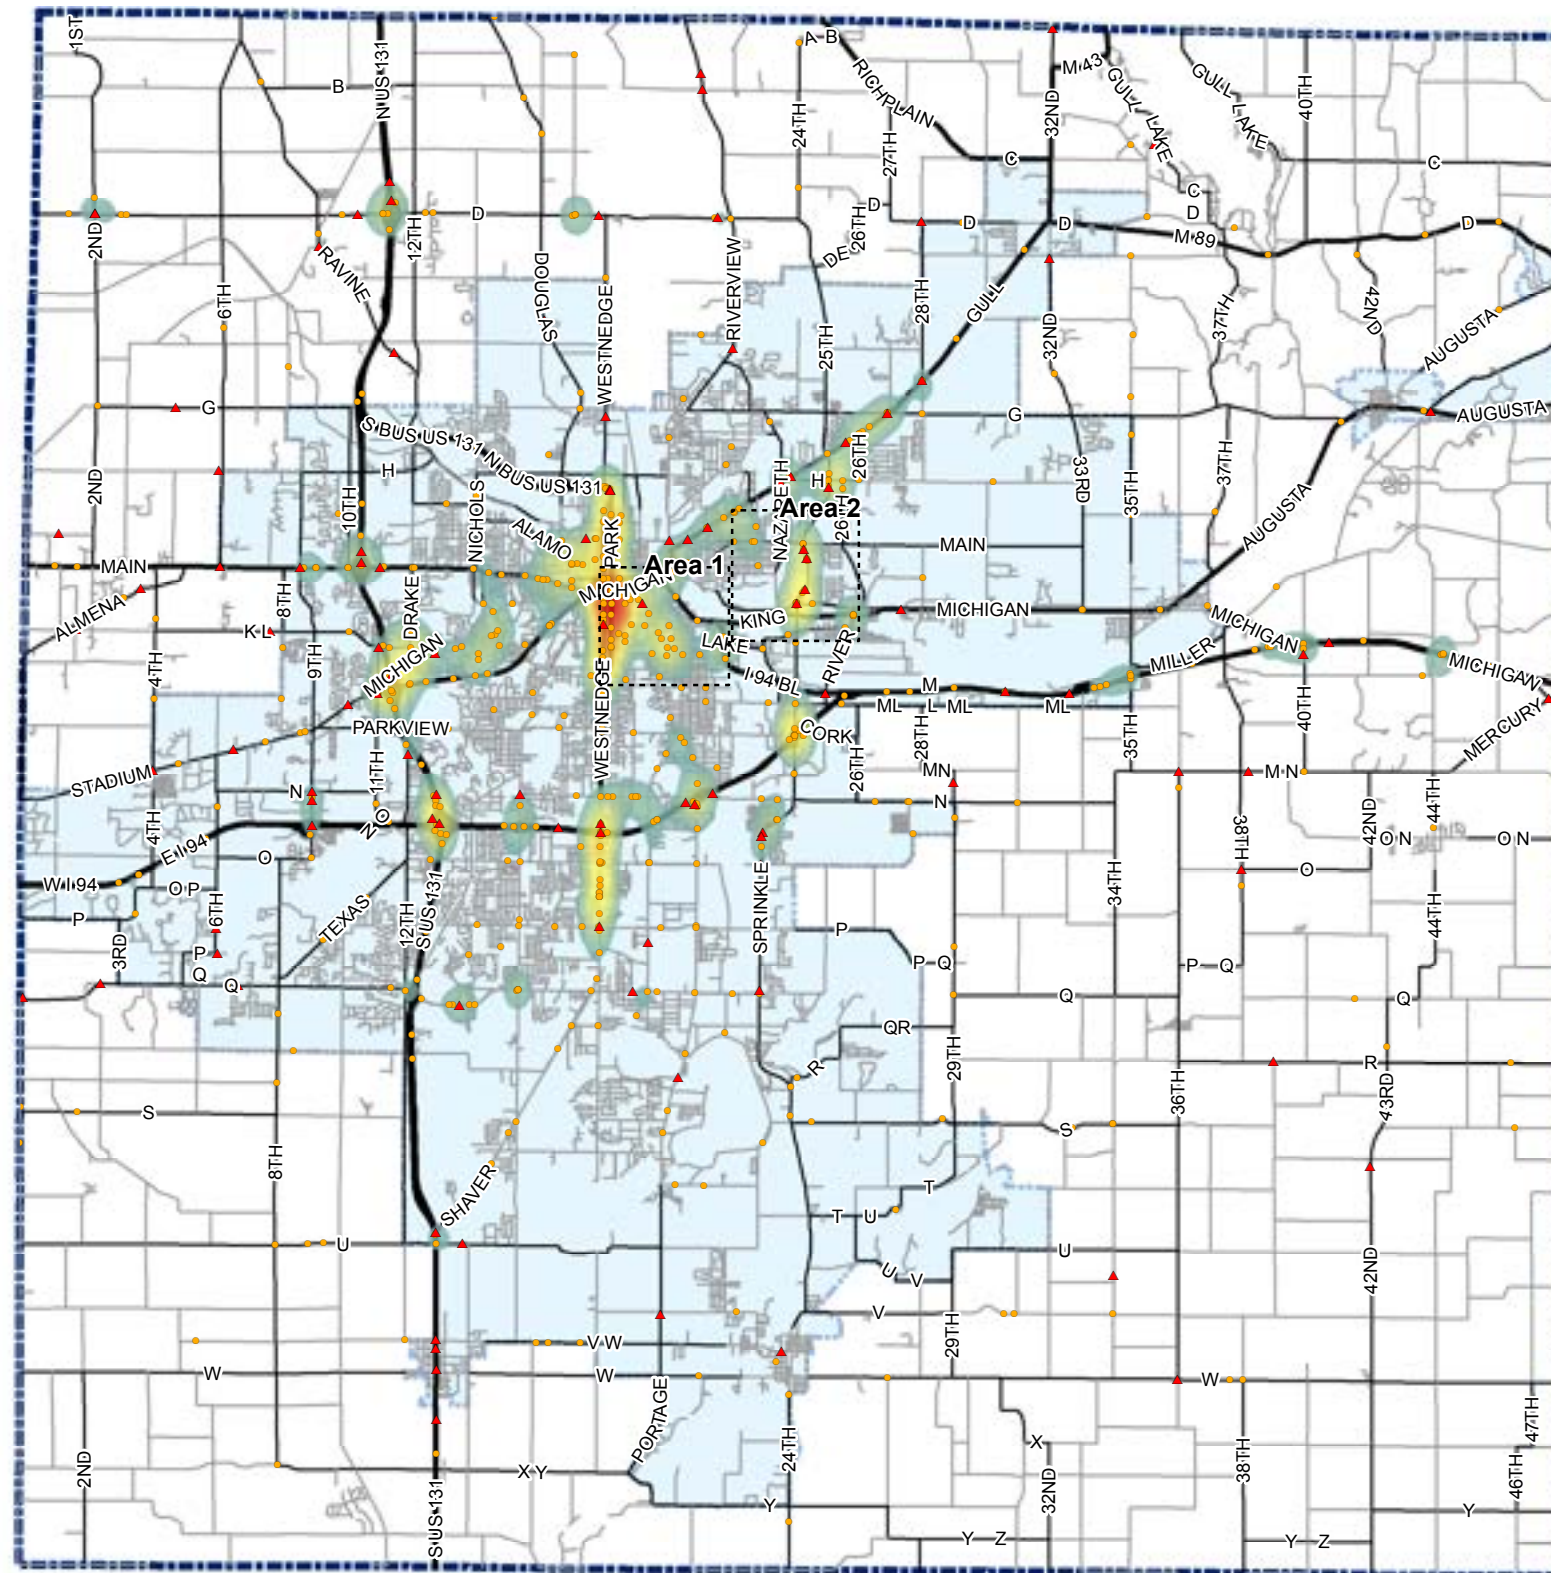 1ST
N US 131
B
A B
RICHPLAIN
24TH
27TH
32ND
M 43
GULL LAKE
GULL LAKE
40TH
C
C
C
D
D
D
D
D
D
M 89
2ND
12TH
RAVINE
6TH
DOUGLAS
WESTNEDGE
RIVERVIEW
DE
26TH
25TH
28TH
GULL
32ND
37TH
42ND
AUGUSTA
AUGUSTA
G
G
S BUS US 131
N BUS US 131
H
H
26TH
2ND
10TH
NICHOLS
ALAMO
PARK
NAZARETH
Area 2
26TH
33RD
35TH
37TH
AUGUSTA
MAIN
Area 1
MICHIGAN
MAIN
ALMENA
8TH
DRAKE
K L
KING
MICHIGAN
LAKE
MICHIGAN
4TH
9TH
MICHIGAN
WESTNEDGE
I 94 BL
RIVER
M
MILLER
MICHIGAN
ML
L
ML
ML
PARKVIEW
CORK
28TH
35TH
40TH
MERCURY
STADIUM
11TH
26TH
MN
M N
N
N
4TH
O
N
E I 94
O
W I 94
O P
P
6TH
TEXAS
12TH
S US 131
SPRINKLE
34TH
38TH
42ND
44TH
O N
O N
O
44TH
3RD
P
Q
Q
P
P
Q
P
Q
Q
Q
QR
R
29TH
R
36TH
43RD
S
S
8TH
SHAVER
T
T
U
U
U
U
V
V
42ND
29TH
V W
W
W
W
PORTAGE
24TH
2ND
X Y
X
32ND
38TH
47TH
46TH
S US 131
Y
Y
Y
Z
Y
Z